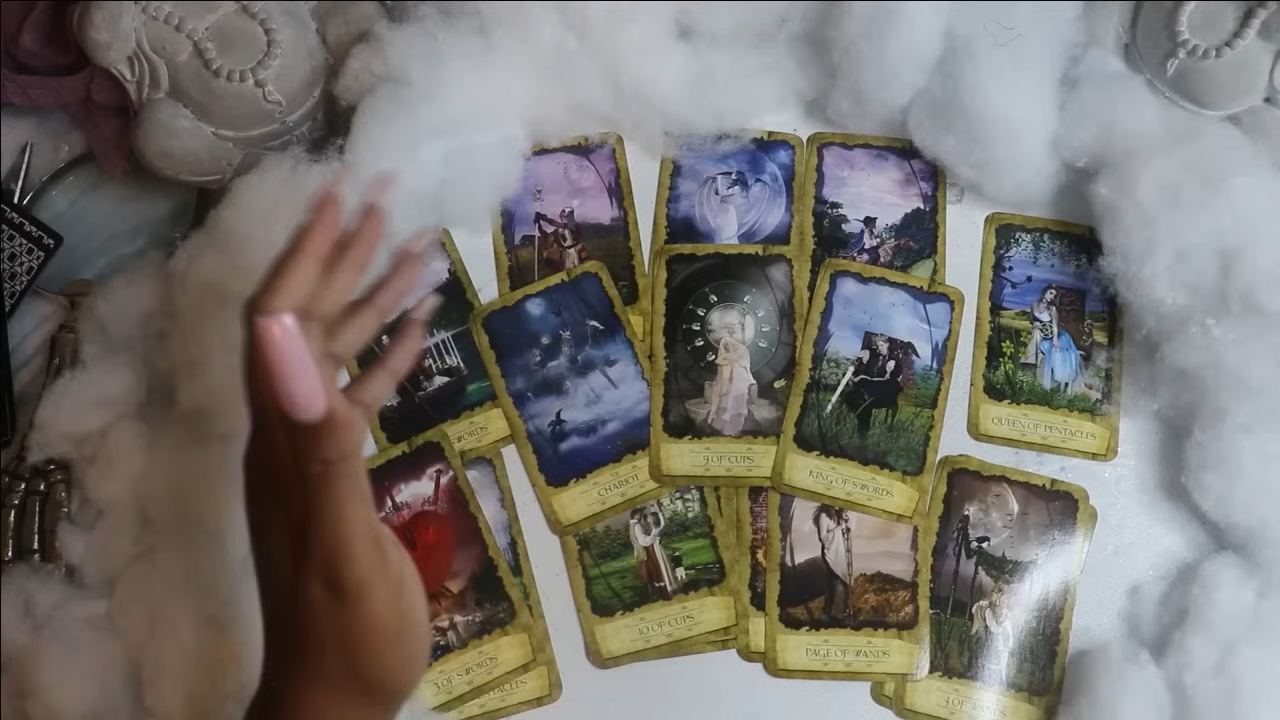 QUEEN OF PENTACLES
SWORDS
9 OF CUPS
CHARIOT
KING OF SWORDS
10 OF CUPS
PAGE OF WANDS
3 OF SWORDS
4 OF WANDS